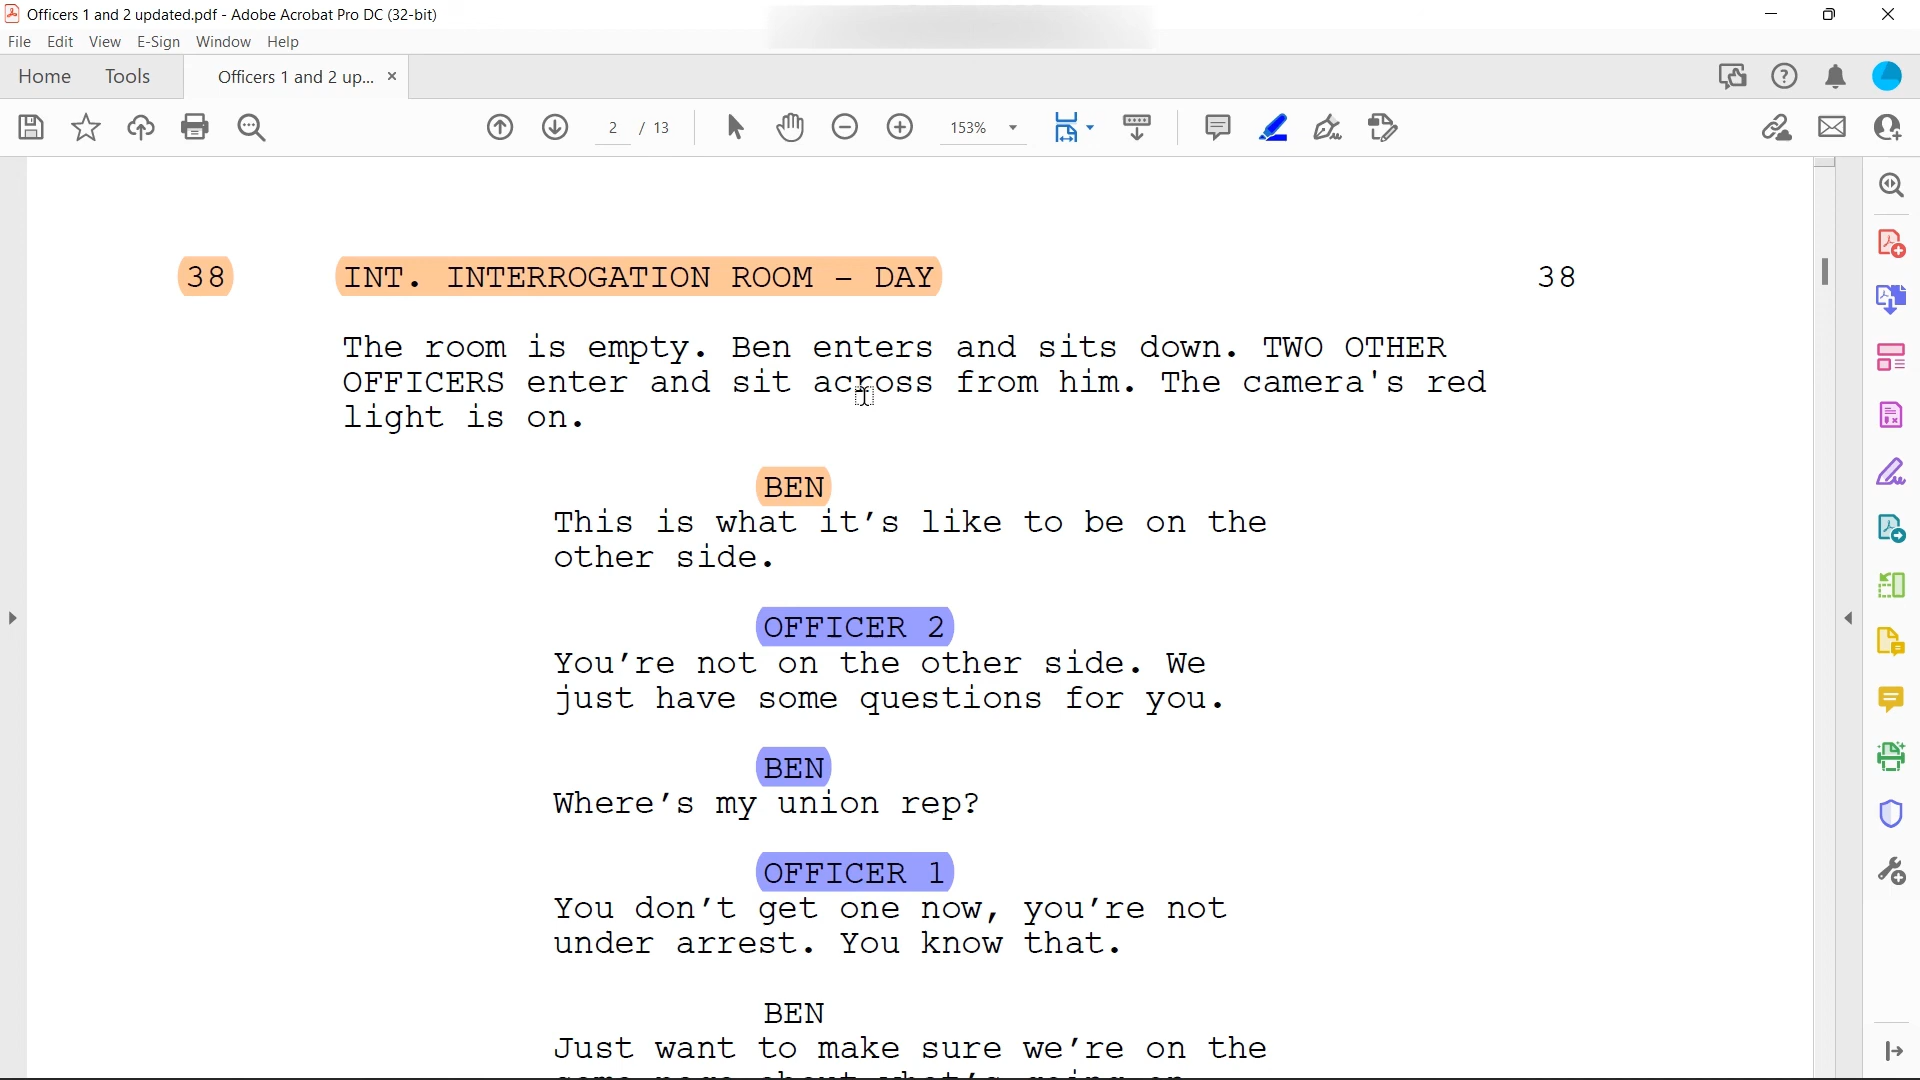 Officers 1 and 2 updated.pdf - Adobe Acrobat Pro DC (32-bit)
File Edit View E-Sign Window Help
Home Tools Officers 1 and 2 up... ×
2 / 13 153%
38 INT. INTERROGATION ROOM – DAY 38
The room is empty. Ben enters and sits down. TWO OTHER
OFFICERS enter and sit across from him. The camera's red
light is on.
BEN
This is what it’s like to be on the
other side.
OFFICER 2
You’re not on the other side. We
just have some questions for you.
BEN
Where’s my union rep?
OFFICER 1
You don’t get one now, you’re not
under arrest. You know that.
BEN
Just want to make sure we’re on the